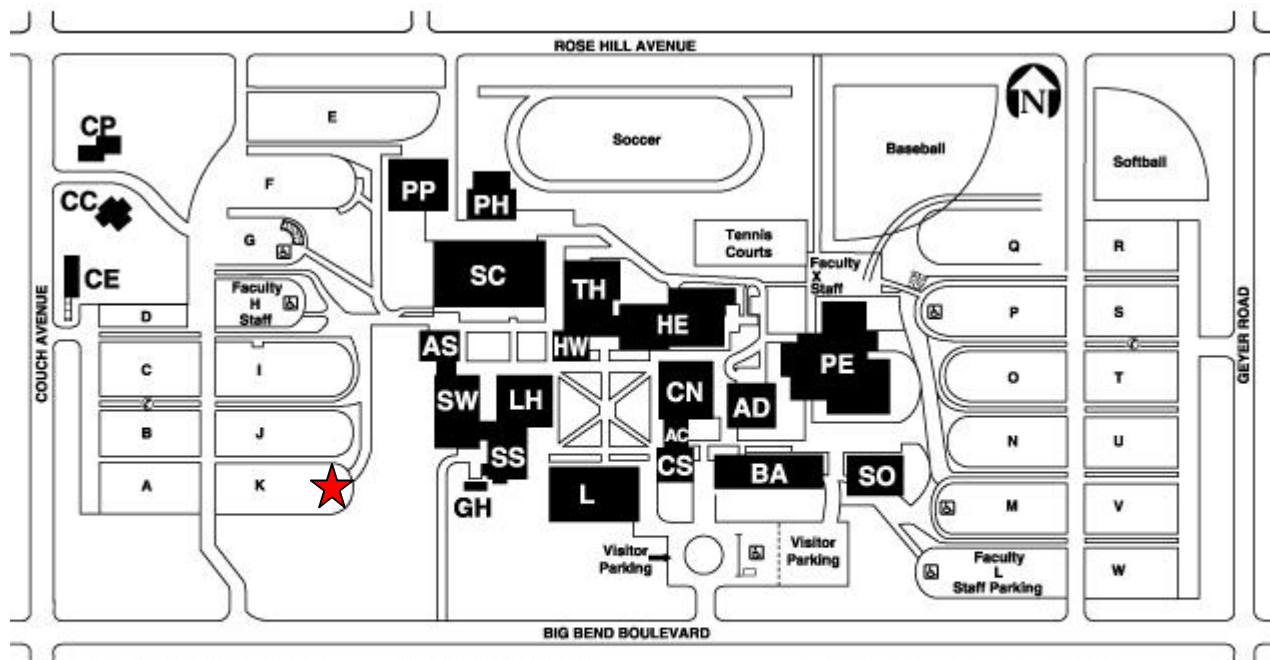 ROSE HILL AVENUE
N
E
CP
Soccer
Baseball
Softball
F
PP
PH
CC
G
Tennis
Courts
Q
R
CE
SC
TH
Faculty
X
Staff
Faculty
H
Staff
D
P
S
HE
AS
HW
PE
COUCH AVENUE
GEYER ROAD
C
I
SW
LH
CN
AD
O
T
B
J
AC
N
U
SS
CS
BA
SO
A
K
L
M
V
GH
Visitor
Parking
Visitor
Parking
Faculty
L
Staff Parking
W
BIG BEND BOULEVARD